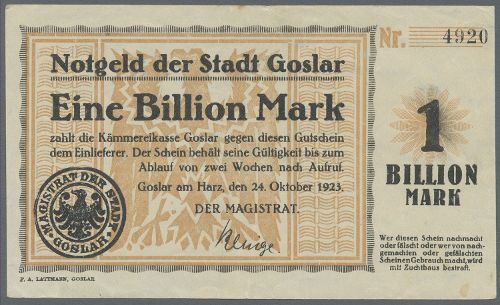 Nr. 4920
Notgeld der Stadt Goslar
Eine Billion Mark
zahlt die Kämmereikasse Goslar gegen diesen Gutschein
dem Einlieferer. Der Schein behält seine Gültigkeit bis zum
Ablauf von zwei Wochen nach Aufruf.
Goslar am Harz, den 24. Oktober 1923.
DER MAGISTRAT.
MAGISTRAT DER STADT
GOSLAR
1
BILLION
MARK
Wer diesen Schein nachmacht
oder fälscht oder wer von nach-
gemachten oder gefälschten
Scheinen Gebrauch macht, wird
mit Zuchthaus bestraft.
F. A. LATTMANN, GOSLAR